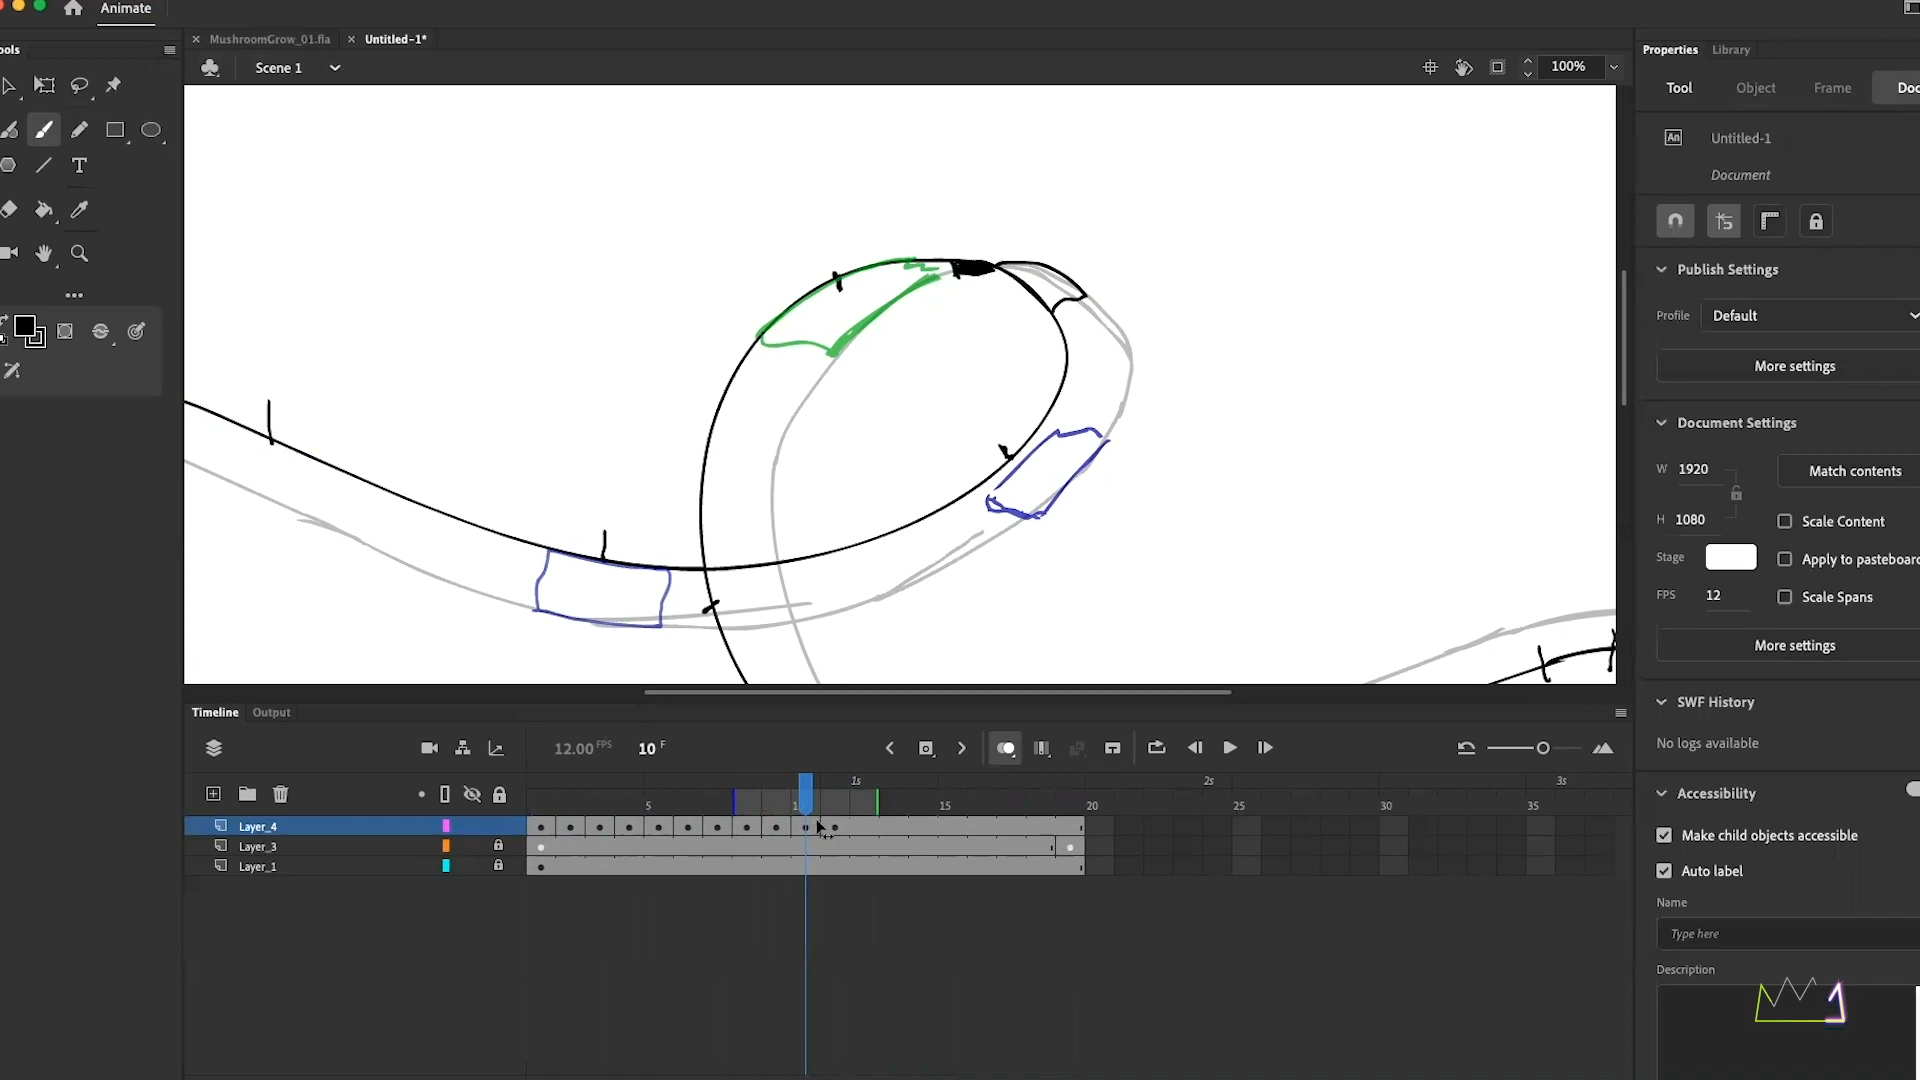 Animate
ools
MushroomGrow_01.fla
Untitled-1*
Scene 1
100%
Properties
Library
Tool
Object
Frame
Doc
An
Untitled-1
Document
Publish Settings
Profile
Default
More settings
Document Settings
W 1920
Match contents
H 1080
Scale Content
Stage
Apply to pasteboard
FPS 12
Scale Spans
More settings
SWF History
No logs available
Accessibility
Make child objects accessible
Auto label
Name
Type here
Description
Timeline
Output
12.00 FPS
10 F
1s
2s
3s
5
1
15
20
25
30
35
Layer_4
Layer_3
Layer_1
T